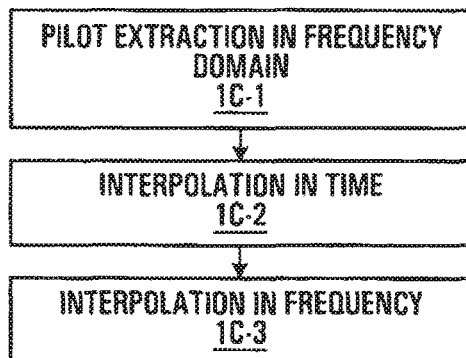 PILOT EXTRACTION IN FREQUENCY
DOMAIN
1C-1
INTERPOLATION IN TIME
1C-2
INTERPOLATION IN FREQUENCY
1C-3